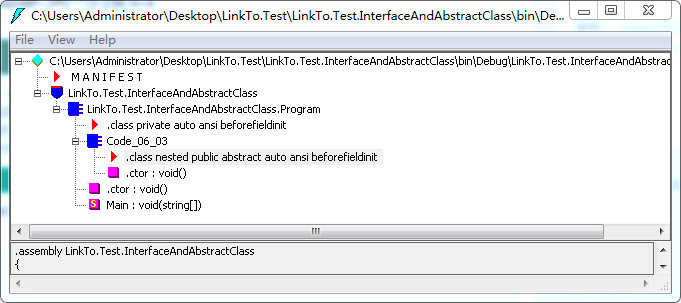 C:\Users\Administrator\Desktop\LinkTo.Test\LinkTo.Test.InterfaceAndAbstractClass\bin\De...
File View Help
C:\Users\Administrator\Desktop\LinkTo.Test\LinkTo.Test.InterfaceAndAbstractClass\bin\Debug\LinkTo.Test.InterfaceAndAbstrac
M A N I F E S T
LinkTo.Test.InterfaceAndAbstractClass
LinkTo.Test.InterfaceAndAbstractClass.Program
.class private auto ansi beforefieldinit
Code_06_03
.class nested public abstract auto ansi beforefieldinit
.ctor : void()
.ctor : void()
S Main : void(string[])
.assembly LinkTo.Test.InterfaceAndAbstractClass
{